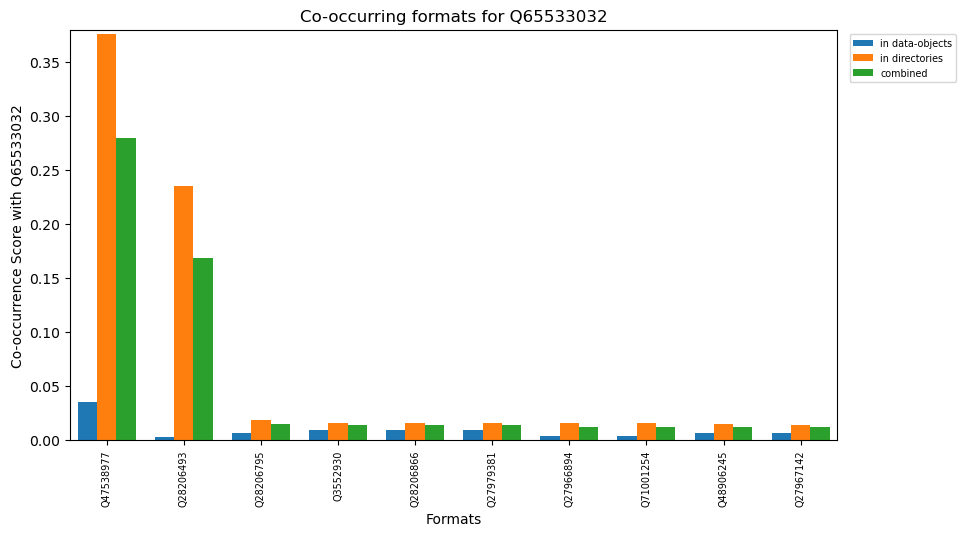 Co-occurring formats for Q65533032
in data-objects
in directories
combined
Co-occurrence Score with Q65533032
0.35
0.30
0.25
0.20
0.15
0.10
0.05
0.00
Q47538977
Q28206493
Q28206795
Q3552930
Q28206866
Q27979381
Q27966894
Q71001254
Q48906245
Q27967142
Formats